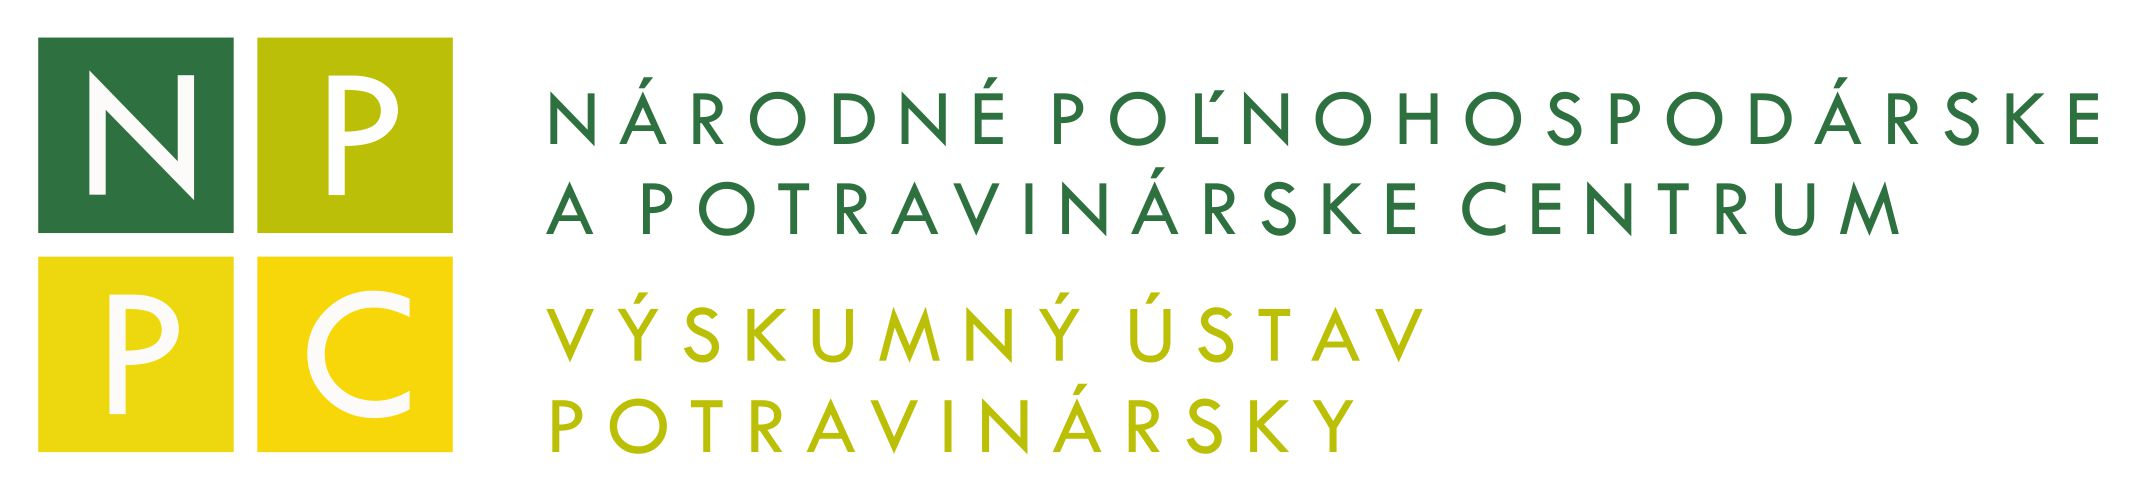 N P
P C
NÁRODNÉ POĽNOHOSPODÁRSKE
A POTRAVINÁRSKE CENTRUM
VÝSKUMNÝ ÚSTAV
POTRAVINÁRSKY